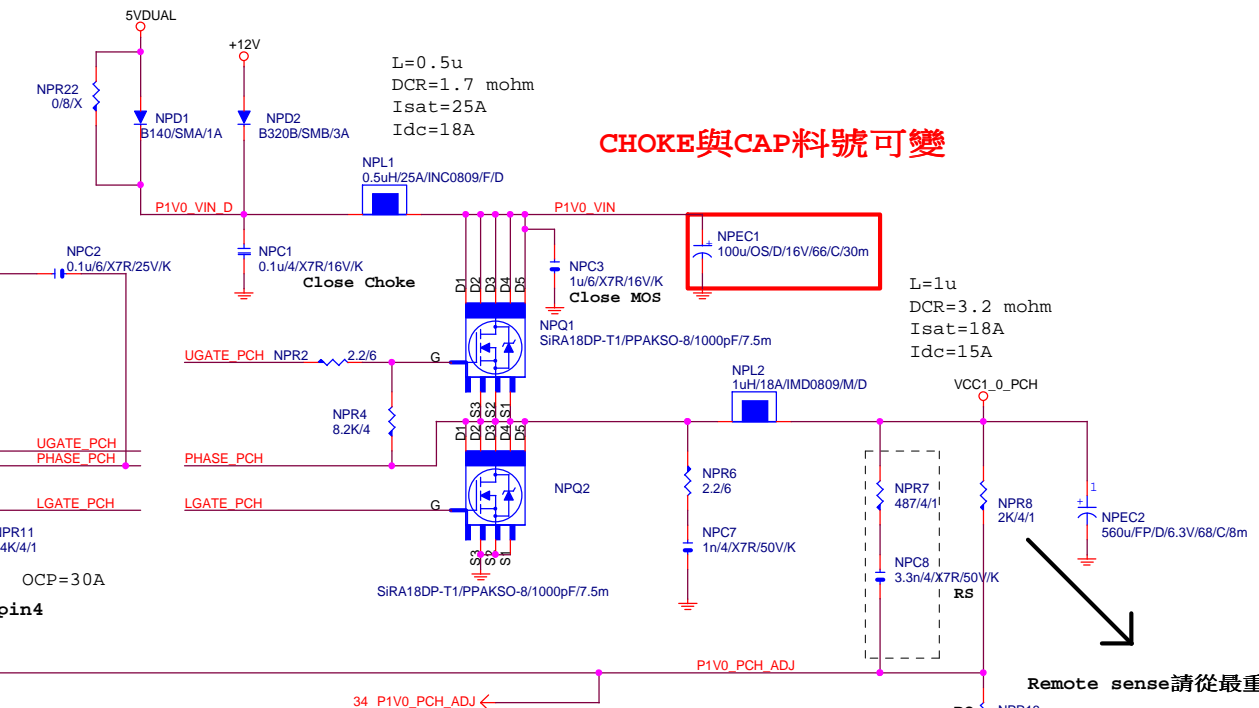 5VDUAL
+12V
L=0.5u
DCR=1.7 mohm
Isat=25A
Idc=18A
NPR22
0/8/X
NPD1
B140/SMA/1A
NPD2
B320B/SMB/3A
CHOKE與CAP料號可變
NPL1
0.5uH/25A/INC0809/F/D
P1V0_VIN_D
P1V0_VIN
NPC2
0.1u/6/X7R/25V/K
NPC1
0.1u/4/X7R/16V/K
Close Choke
NPC3
1u/6/X7R/16V/K
Close MOS
NPEC1
+
100u/OS/D/16V/66/C/30m
L=1u
DCR=3.2 mohm
Isat=18A
Idc=15A
D1
D2
D3
D4
D5
NPQ1
SiRA18DP-T1/PPAKSO-8/1000pF/7.5m
UGATE_PCH
NPR2
2.2/6
G
NPL2
1uH/18A/IMD0809/M/D
VCC1_0_PCH
NPR4
8.2K/4
S3
S2
S1
D1
D2
D3
D4
D5
UGATE_PCH
PHASE_PCH
PHASE_PCH
LGATE_PCH
LGATE_PCH
G
NPQ2
NPR6
2.2/6
NPR7
487/4/1
NPR8
2K/4/1
1
+
NPEC2
560u/FP/D/6.3V/68/C/8m
NPC7
1n/4/X7R/50V/K
NPC8
3.3n/4/X7R/50V/K
RS
PR11
4K/4/1
OCP=30A
pin4
S3
S2
S1
SiRA18DP-T1/PPAKSO-8/1000pF/7.5m
P1V0_PCH_ADJ
34 P1V0_PCH_ADJ
Remote sense請從最重